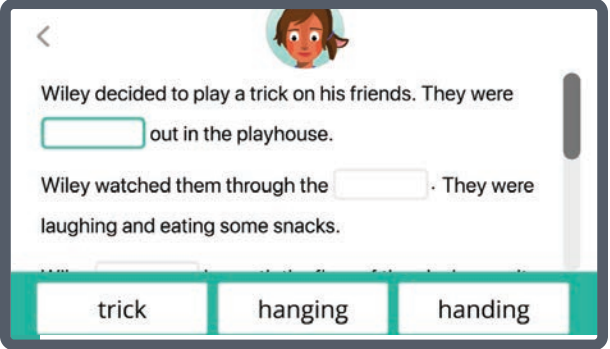 Wiley decided to play a trick on his friends. They were
out in the playhouse.
Wiley watched them through the . They were
laughing and eating some snacks.
trick hanging handing